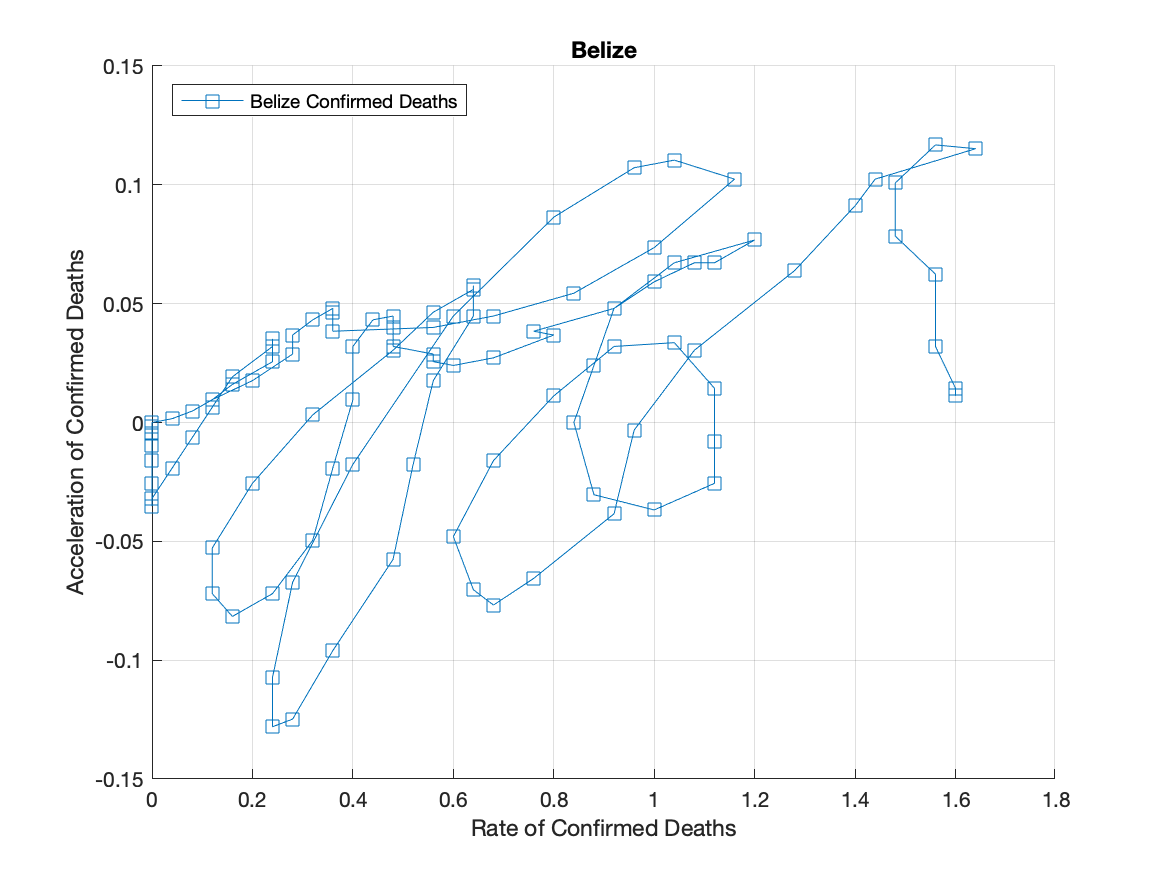 Belize
Belize Confirmed Deaths
0.15
0.1
0.05
0
-0.05
-0.1
-0.15
Acceleration of Confirmed Deaths
0 0.2 0.4 0.6 0.8 1 1.2 1.4 1.6 1.8
Rate of Confirmed Deaths